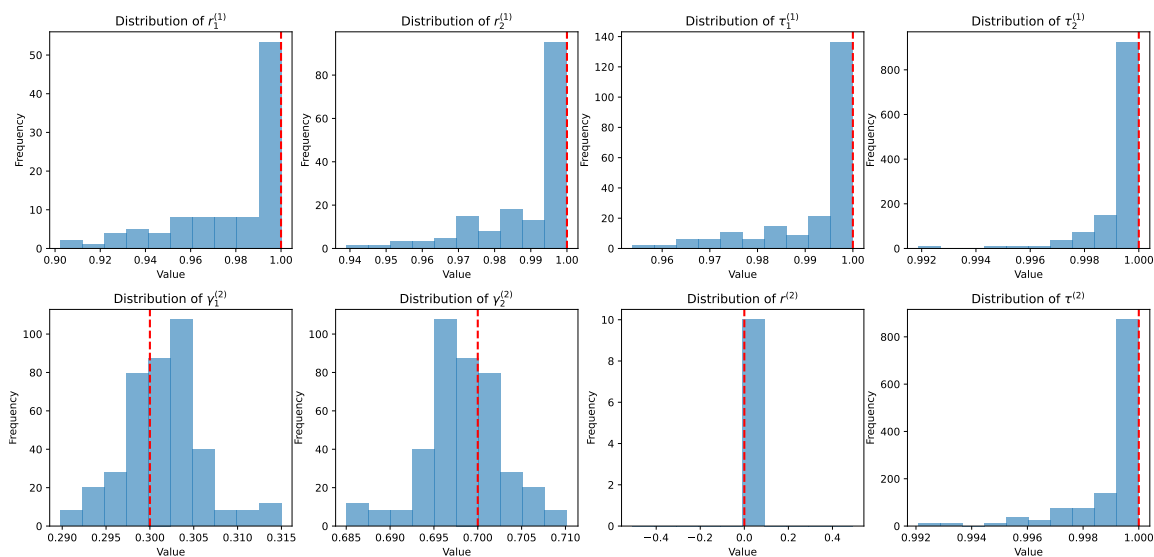 Distribution of r₁⁽¹⁾
Frequency
50
40
30
20
10
0
0.90 0.92 0.94 0.96 0.98 1.00
Value
Distribution of r₂⁽¹⁾
Frequency
80
60
40
20
0
0.94 0.95 0.96 0.97 0.98 0.99 1.00
Value
Distribution of τ₁⁽¹⁾
Frequency
140
120
100
80
60
40
20
0
0.96 0.97 0.98 0.99 1.00
Value
Distribution of τ₂⁽¹⁾
Frequency
800
600
400
200
0
0.992 0.994 0.996 0.998 1.000
Value
Distribution of γ₁⁽²⁾
Frequency
100
80
60
40
20
0
0.290 0.295 0.300 0.305 0.310 0.315
Value
Distribution of γ₂⁽²⁾
Frequency
100
80
60
40
20
0
0.685 0.690 0.695 0.700 0.705 0.710
Value
Distribution of r⁽²⁾
Frequency
10
8
6
4
2
0
−0.4 −0.2 0.0 0.2 0.4
Value
Distribution of τ⁽²⁾
Frequency
800
600
400
200
0
0.992 0.994 0.996 0.998 1.000
Value